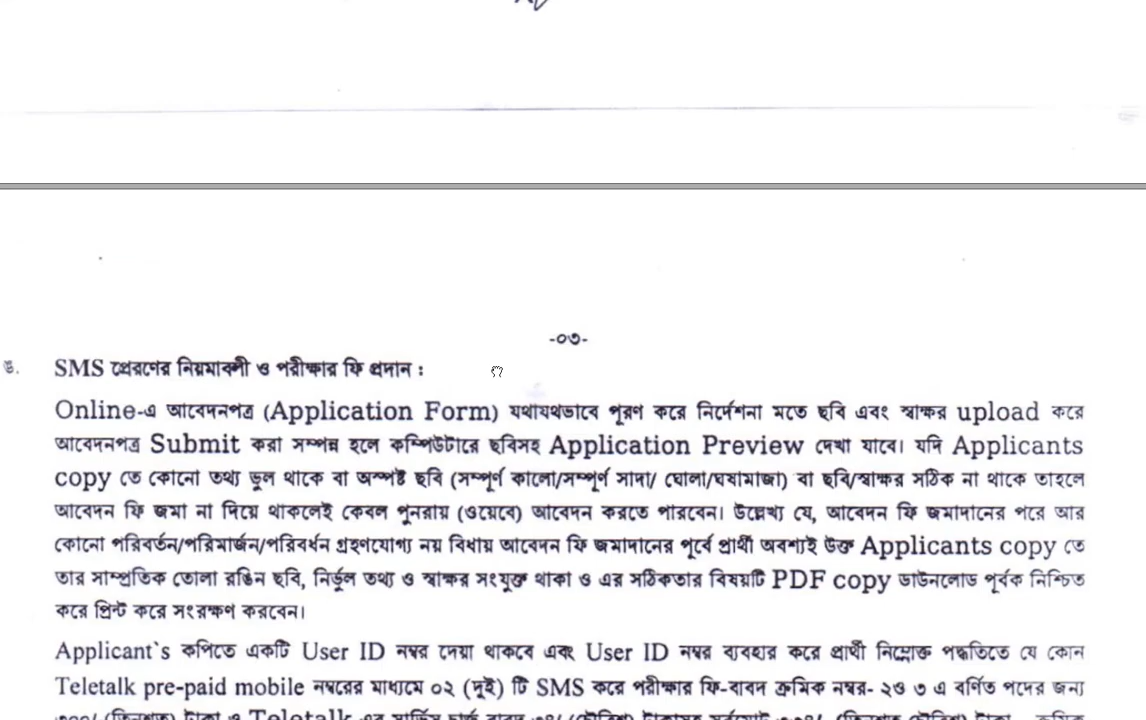 -০৩-
ঙ. SMS প্রেরণের নিয়মাবলী ও পরীক্ষার ফি প্রদান :
Online-এ আবেদনপত্র (Application Form) যথাযথভাবে পূরণ করে নির্দেশনা মতে ছবি এবং স্বাক্ষর upload করে
আবেদনপত্র Submit করা সম্পন্ন হলে কম্পিউটারে ছবিসহ Application Preview দেখা যাবে। যদি Applicants
copy তে কোনো তথ্য ভুল থাকে বা অস্পষ্ট ছবি (সম্পূর্ণ কালো/সম্পূর্ণ সাদা/ ঘোলা/ঘষামাজা) বা ছবি/স্বাক্ষর সঠিক না থাকে তাহলে
আবেদন ফি জমা না দিয়ে থাকলেই কেবল পুনরায় (ওয়েবে) আবেদন করতে পারবেন। উল্লেখ্য যে, আবেদন ফি জমাদানের পরে আর
কোনো পরিবর্তন/পরিমার্জন/পরিবর্ধন গ্রহণযোগ্য নয় বিধায় আবেদন ফি জমাদানের পূর্বে প্রার্থী অবশ্যই উক্ত Applicants copy তে
তার সাম্প্রতিক তোলা রঙিন ছবি, নির্ভুল তথ্য ও স্বাক্ষর সংযুক্ত থাকা ও এর সঠিকতার বিষয়টি PDF copy ডাউনলোড পূর্বক নিশ্চিত
করে প্রিন্ট করে সংরক্ষণ করবেন।
Applicant`s কপিতে একটি User ID নম্বর দেয়া থাকবে এবং User ID নম্বর ব্যবহার করে প্রার্থী নিম্নোক্ত পদ্ধতিতে যে কোন
Teletalk pre-paid mobile নম্বরের মাধ্যমে ০২ (দুই) টি SMS করে পরীক্ষার ফি-বাবদ ক্রমিক নম্বর- ২ও ৩ এ বর্ণিত পদের জন্য
টাকা ও Teletalk এর সার্ভিস চার্জ বাবদ